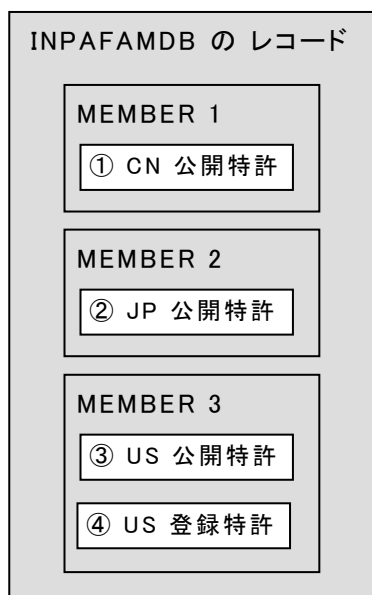 INPAFAMDB の レコード
MEMBER 1
① CN 公開特許
MEMBER 2
② JP 公開特許
MEMBER 3
③ US 公開特許
④ US 登録特許